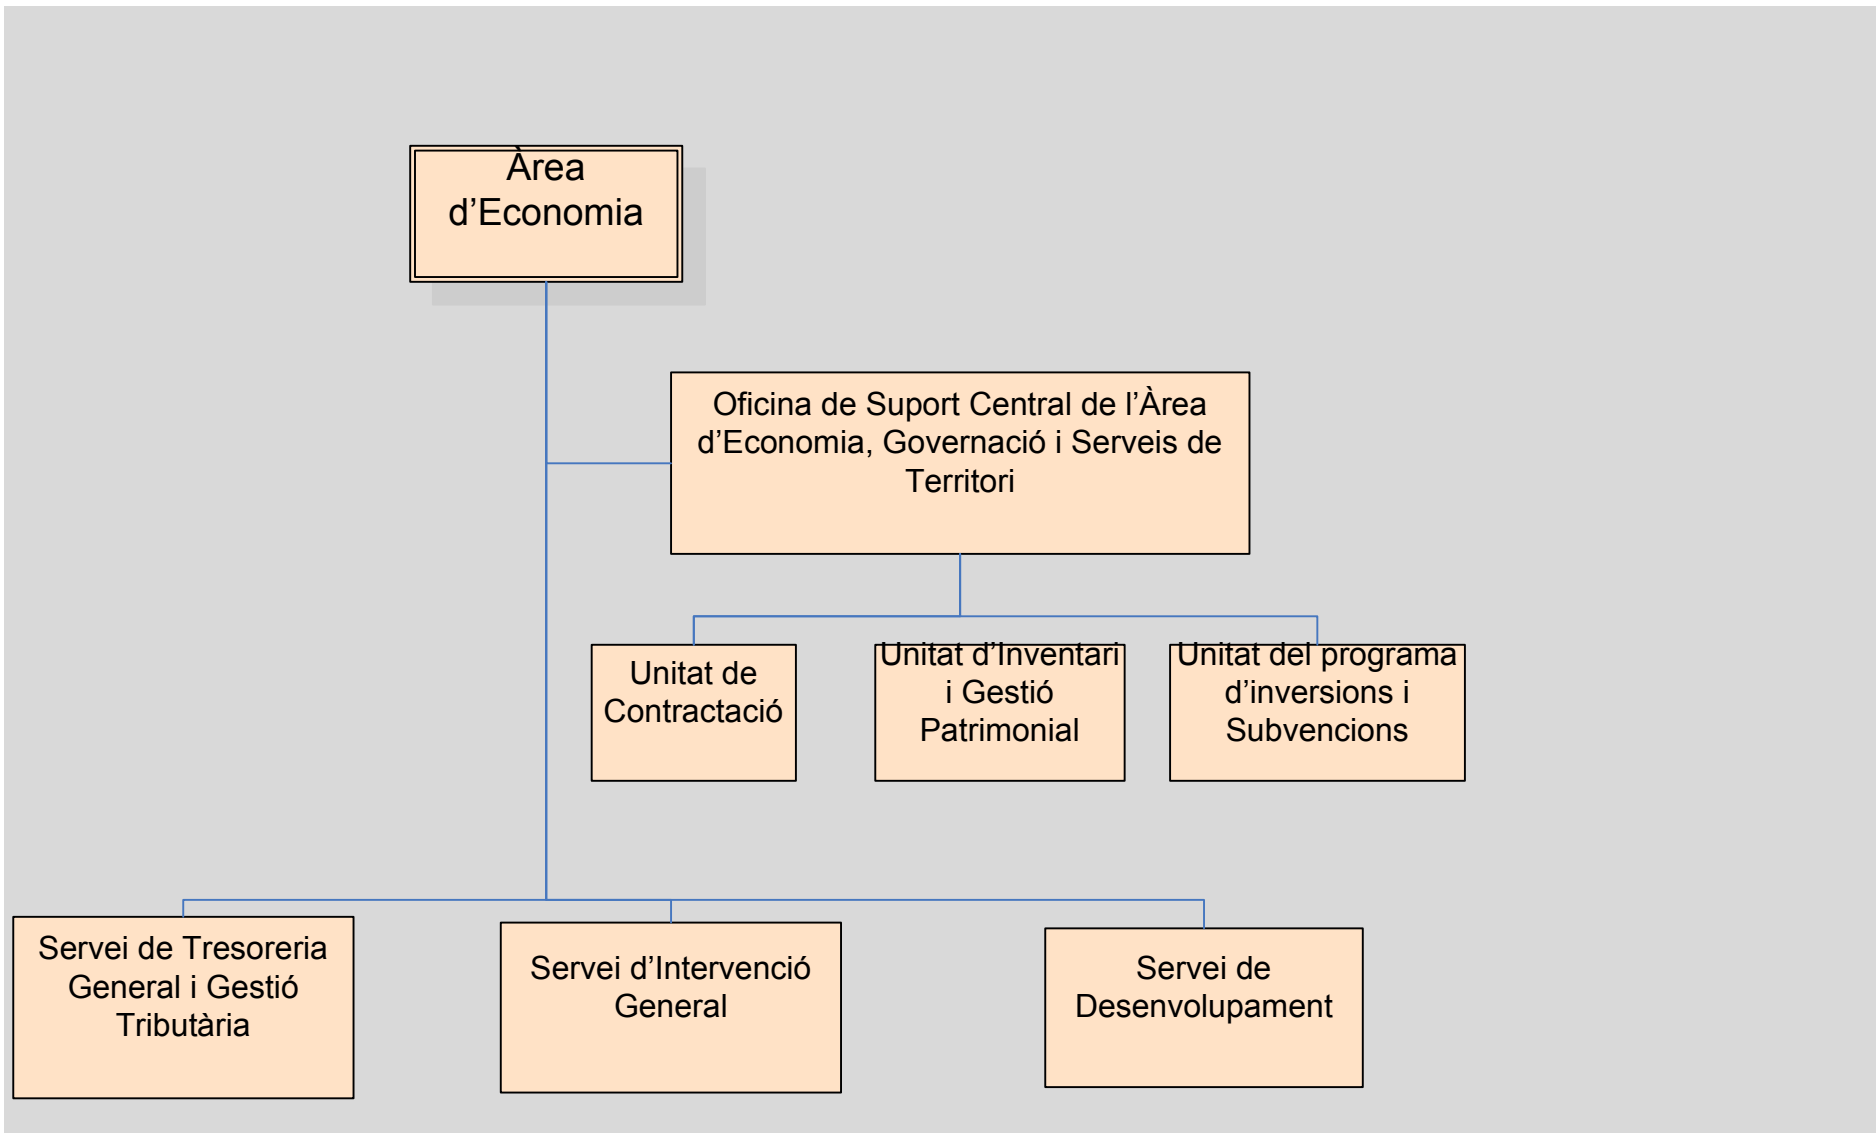 Àrea
d’Economia
Oficina de Suport Central de l’Àrea
d’Economia, Governació i Serveis de
Territori
Unitat de
Contractació
Unitat d’Inventari
i Gestió
Patrimonial
Unitat del programa
d’inversions i
Subvencions
Servei de Tresoreria
General i Gestió
Tributària
Servei d’Intervenció
General
Servei de
Desenvolupament